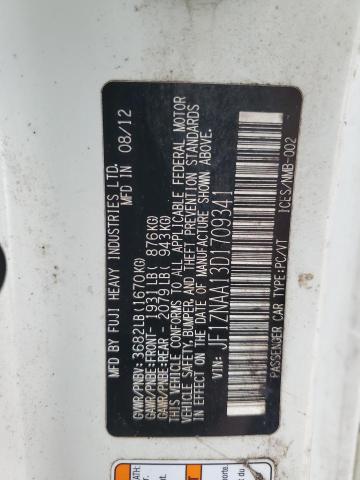 MFD BY FUJI HEAVY INDUSTRIES LTD. IN 08/12
GVWR/PNBV: 3682LB(1670KG)
GAWR/PNBE:FRONT- 1931LB( 876KG)
GAWR/PNBE:REAR - 2079LB( 943KG)
THIS VEHICLE CONFORMS TO ALL APPLICABLE FEDERAL MOTOR
VEHICLE SAFETY, BUMPER, AND THEFT PREVENTION STANDARDS
IN EFFECT ON THE DATE OF MANUFACTURE SHOWN ABOVE.
JF1ZNAA13D1709341
PASSENGER CAR TYPE:PC/VT ICES/NMB-002